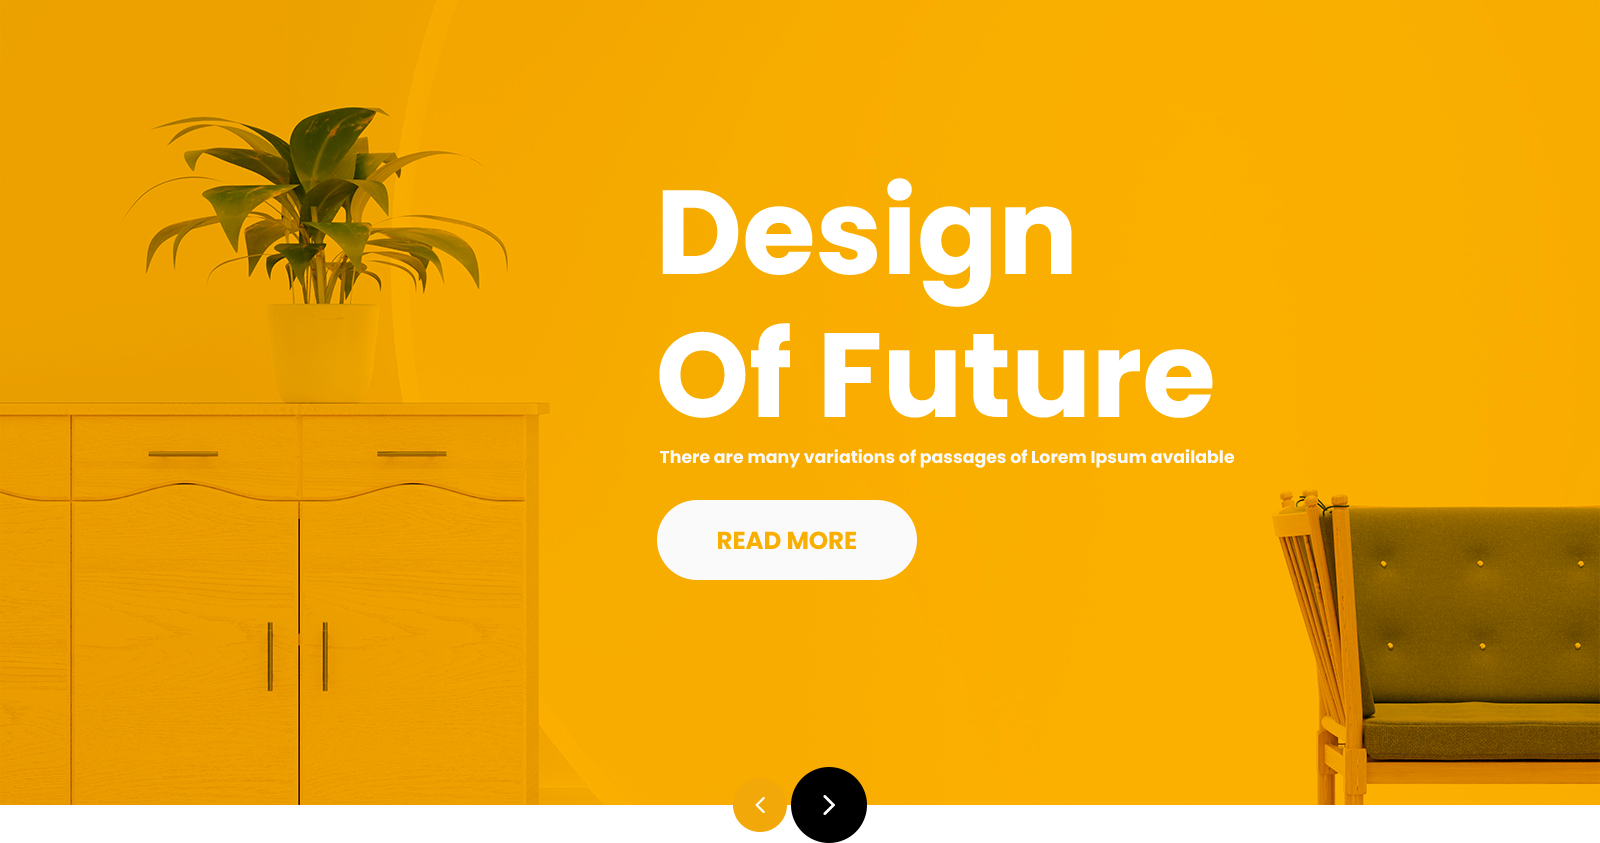 Design
Of Future
There are many variations of passages of Lorem Ipsum available
READ MORE